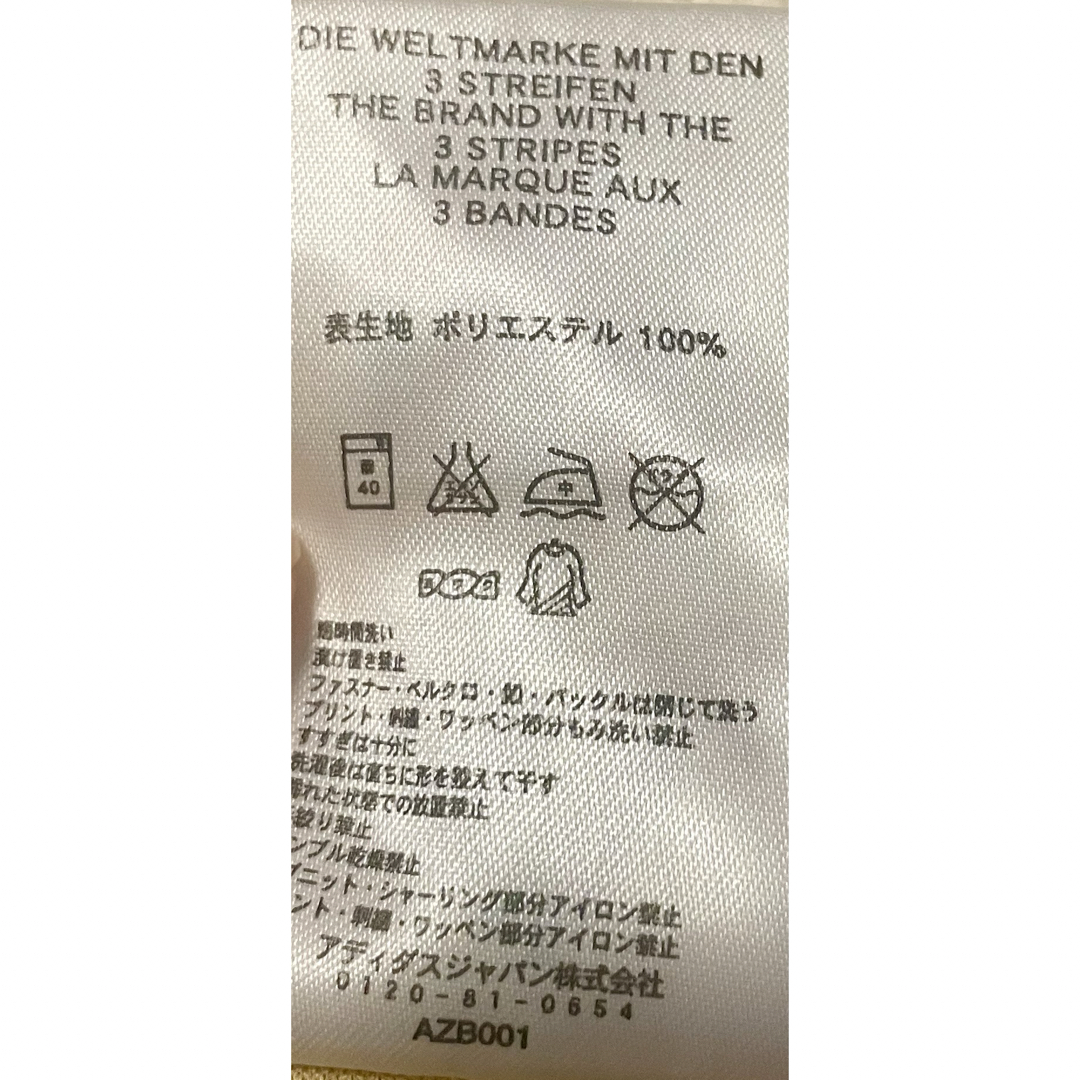 DIE WELTMARKE MIT DEN
3 STREIFEN
THE BRAND WITH THE
3 STRIPES
LA MARQUE AUX
3 BANDES
表生地 ポリエステル 100%
40
中
時間洗い
漬け置き禁止
ファスナー・ベルクロ・釦・バックルは閉じて洗う
プリント・刺繍・ワッペン部分もみ洗い禁止
すすぎは十分に
洗濯後は直ちに形を整えて干す
濡れた状態での放置禁止
絞り禁止
ンブル乾燥禁止
ニット・シャーリング部分アイロン禁止
ント・刺繍・ワッペン部分アイロン禁止
アディダスジャパン株式会社
0120-81-0654
AZB001